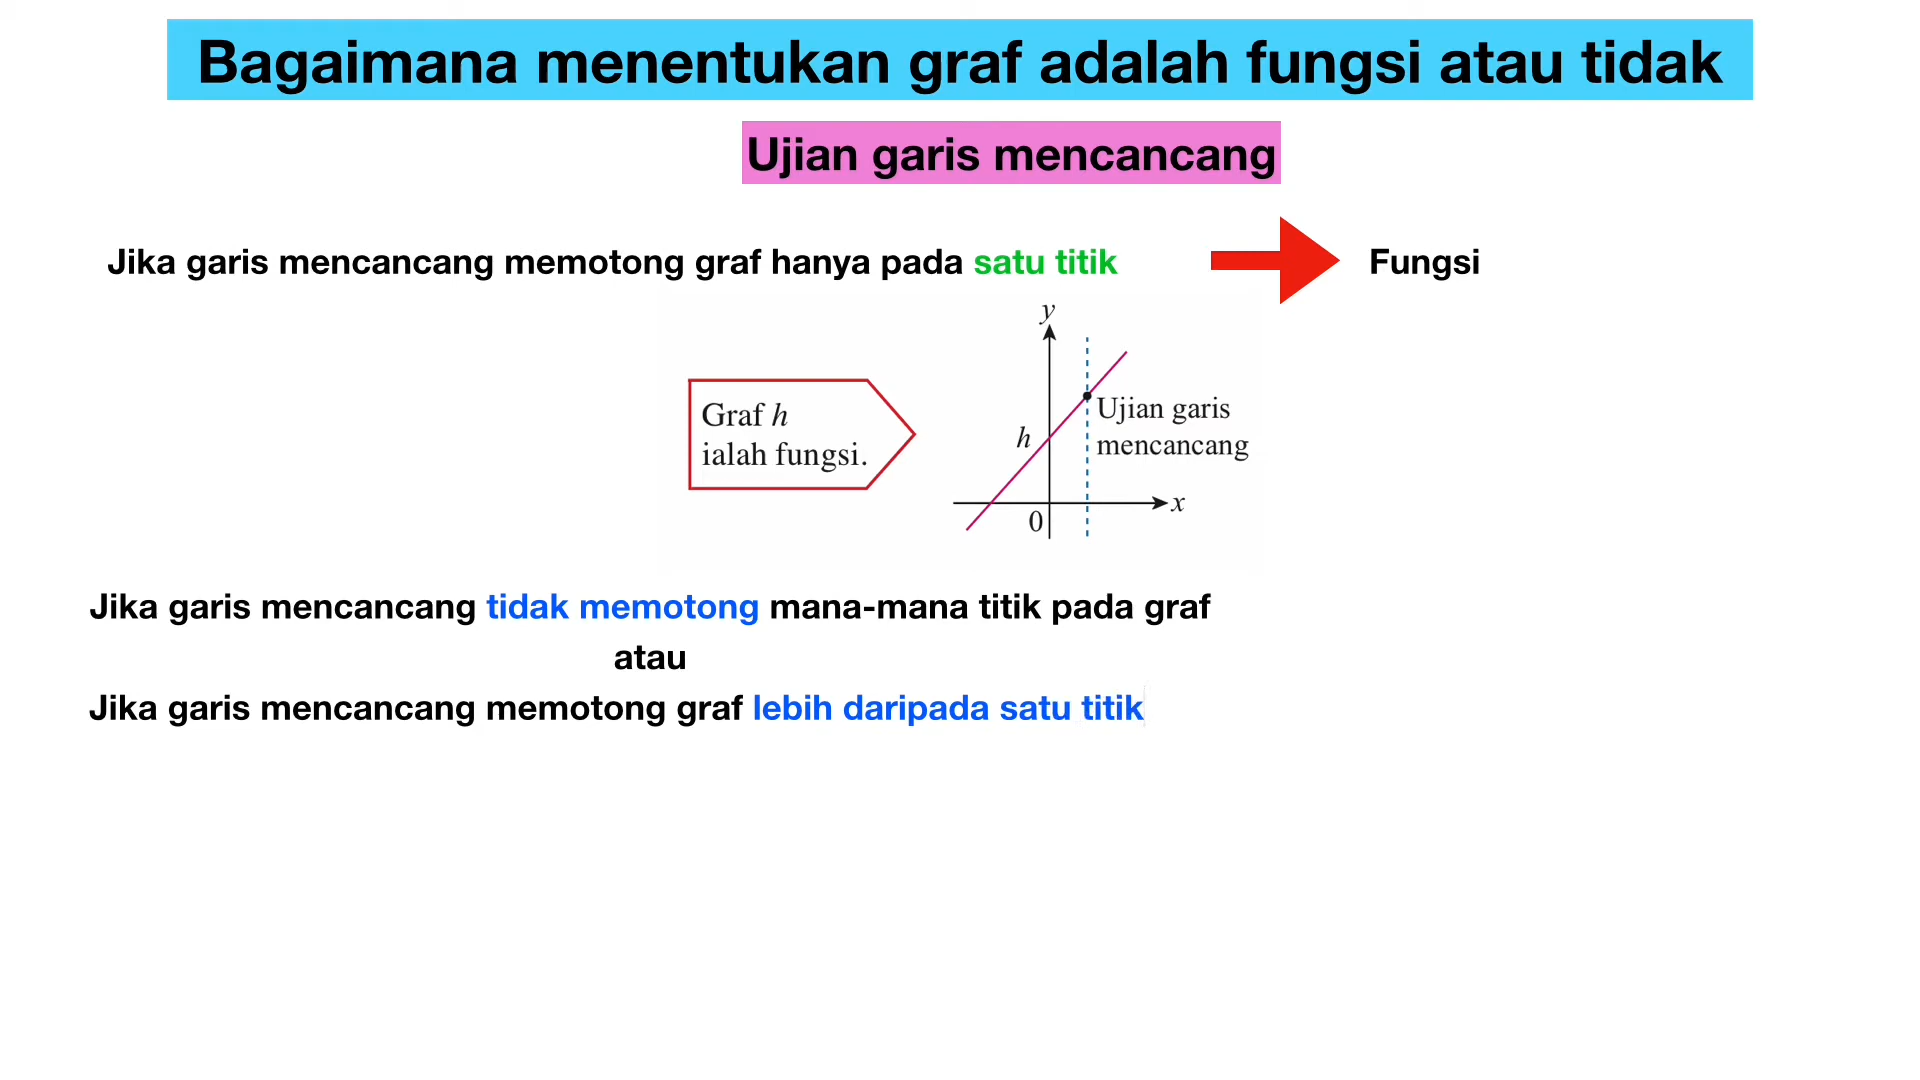 Bagaimana menentukan graf adalah fungsi atau tidak
Ujian garis mencancang
Jika garis mencancang memotong graf hanya pada satu titik
Fungsi
Graf h
ialah fungsi.
y
Ujian garis
mencancang
h
x
0
Jika garis mencancang tidak memotong mana-mana titik pada graf
atau
Jika garis mencancang memotong graf lebih daripada satu titik